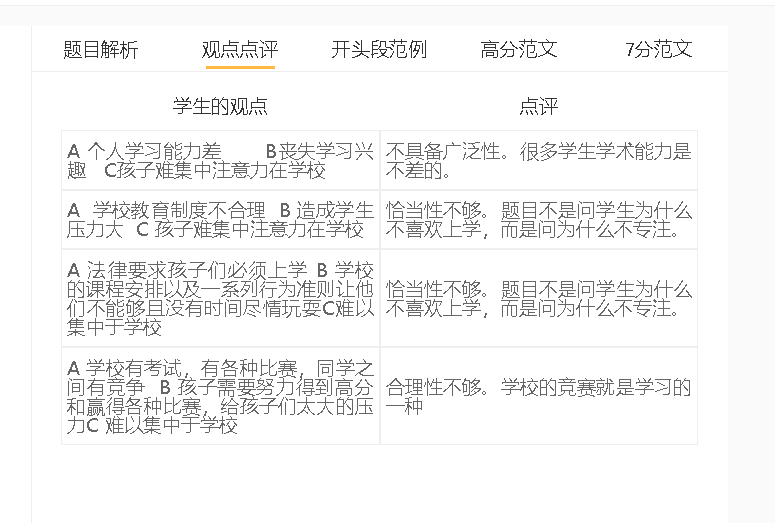 题目解析 观点点评 开头段范例 高分范文 7分范文
学生的观点 点评
A 个人学习能力差 B丧失学习兴
趣 C孩子难集中注意力在学校
不具备广泛性。很多学生学术能力是
不差的。
A 学校教育制度不合理 B 造成学生
压力大 C 孩子难集中注意力在学校
恰当性不够。题目不是问学生为什么
不喜欢上学，而是问为什么不专注。
A 法律要求孩子们必须上学 B 学校
的课程安排以及一系列行为准则让他
们不能够且没有时间尽情玩耍C难以
集中于学校
恰当性不够。题目不是问学生为什么
不喜欢上学，而是问为什么不专注。
A 学校有考试，有各种比赛，同学之
间有竞争 B 孩子需要努力得到高分
和赢得各种比赛，给孩子们太大的压
力C 难以集中于学校
合理性不够。学校的竞赛就是学习的
一种